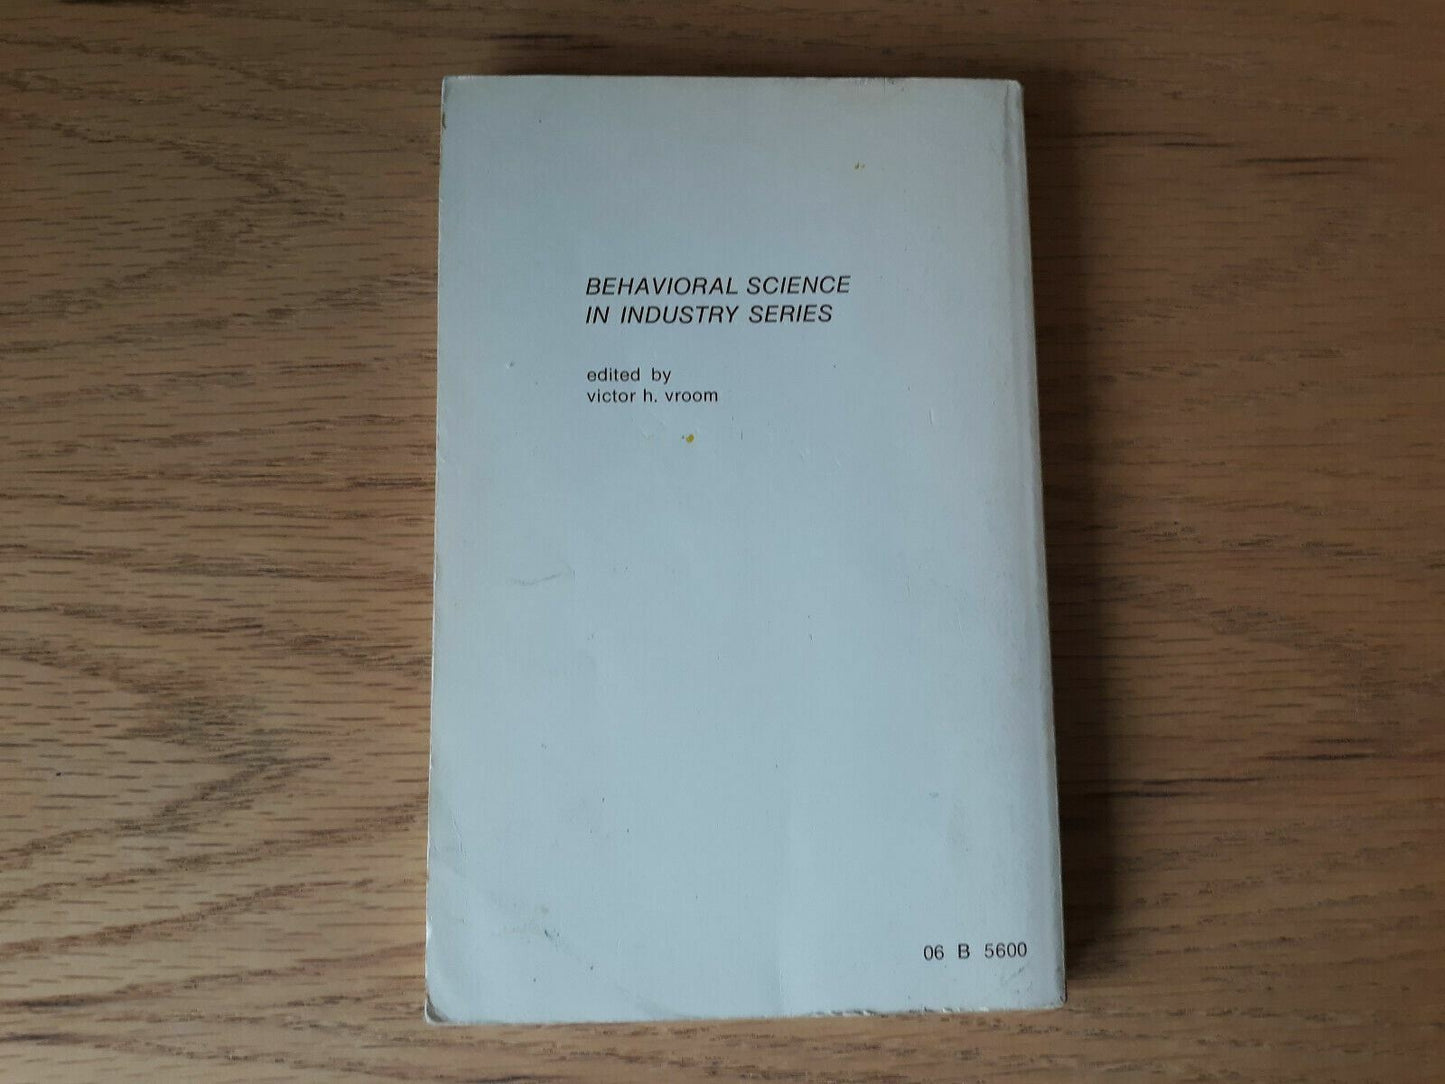 BEHAVIORAL SCIENCE
IN INDUSTRY SERIES
edited by
victor h. vroom
06 B 5600